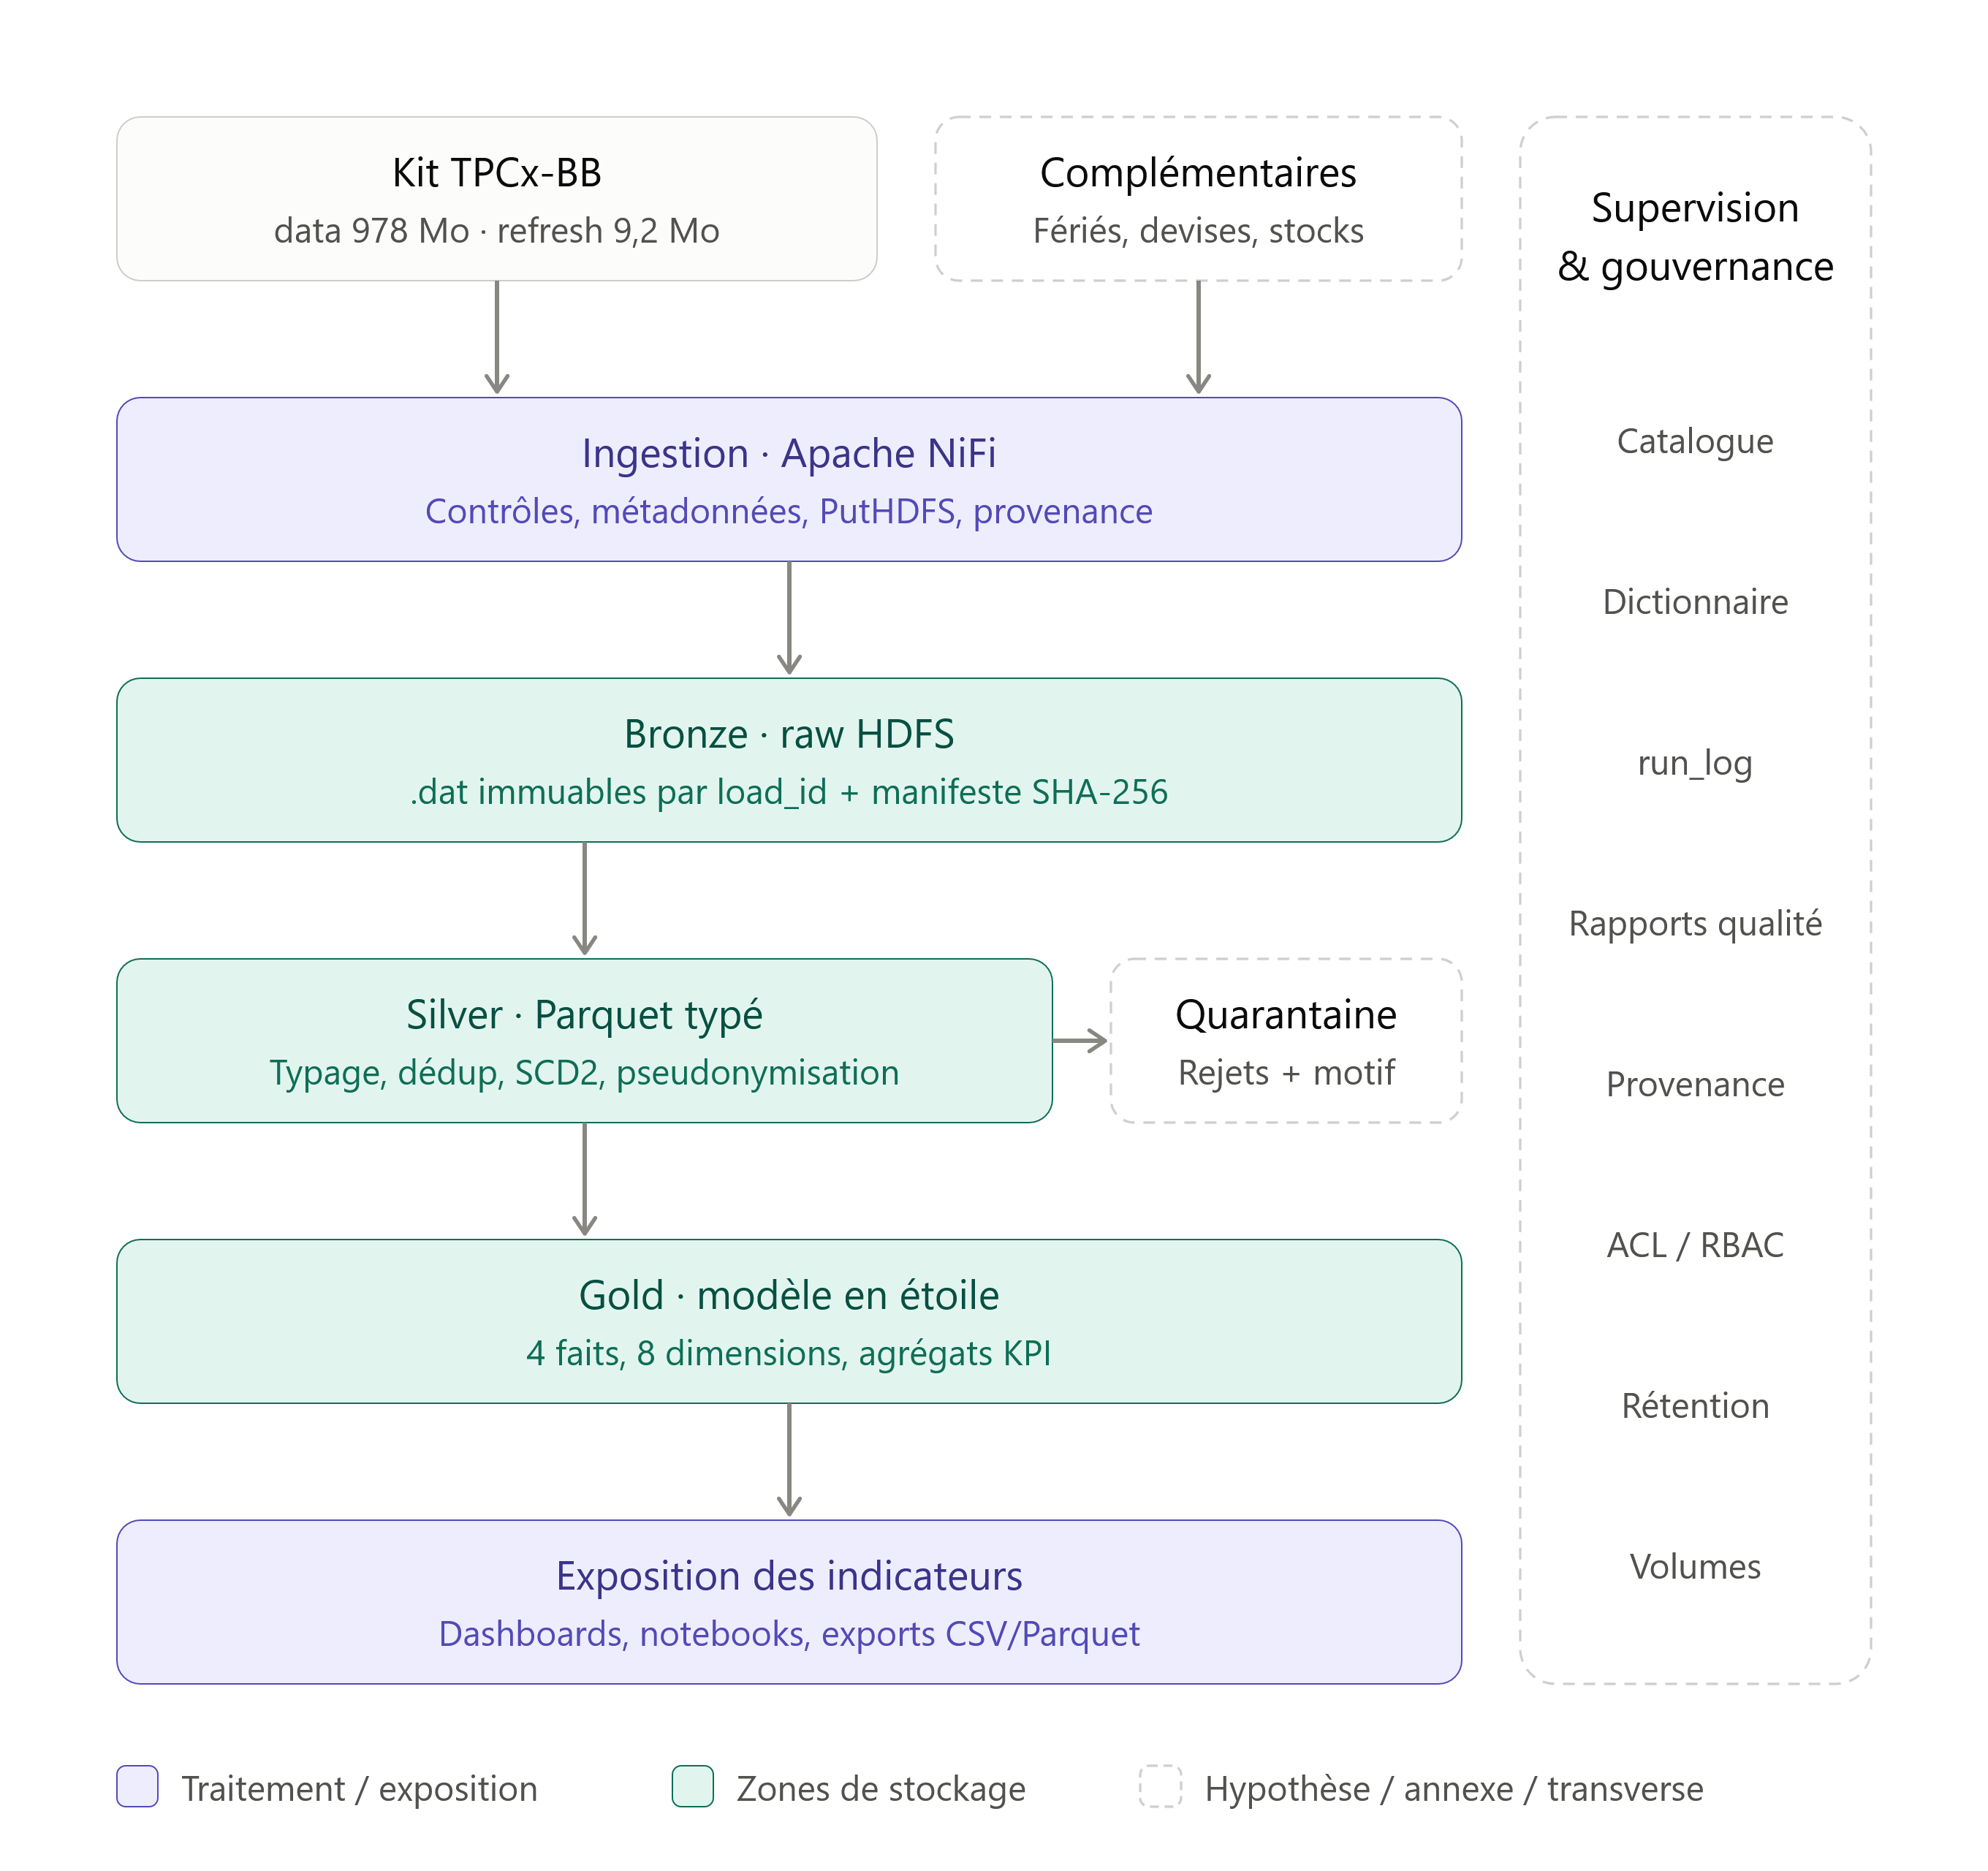 Kit TPCx-BB
data 978 Mo · refresh 9,2 Mo
Complémentaires
Fériés, devises, stocks
Ingestion · Apache NiFi
Contrôles, métadonnées, PutHDFS, provenance
Bronze · raw HDFS
.dat immuables par load_id + manifeste SHA-256
Silver · Parquet typé
Typage, dédup, SCD2, pseudonymisation
Quarantaine
Rejets + motif
Gold · modèle en étoile
4 faits, 8 dimensions, agrégats KPI
Exposition des indicateurs
Dashboards, notebooks, exports CSV/Parquet
Supervision
& gouvernance
Catalogue
Dictionnaire
run_log
Rapports qualité
Provenance
ACL / RBAC
Rétention
Volumes
Traitement / exposition
Zones de stockage
Hypothèse / annexe / transverse